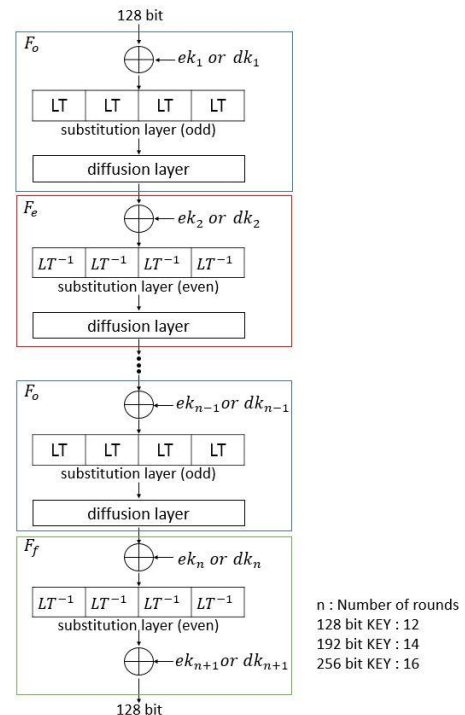 128 bit
F_o
ek_1 or dk_1
LT LT LT LT
substitution layer (odd)
diffusion layer
F_e
ek_2 or dk_2
LT^{-1} LT^{-1} LT^{-1} LT^{-1}
substitution layer (even)
diffusion layer
F_o
ek_{n-1} or dk_{n-1}
LT LT LT LT
substitution layer (odd)
diffusion layer
F_f
ek_n or dk_n
LT^{-1} LT^{-1} LT^{-1} LT^{-1}
substitution layer (even)
ek_{n+1} or dk_{n+1}
128 bit
n : Number of rounds
128 bit KEY : 12
192 bit KEY : 14
256 bit KEY : 16